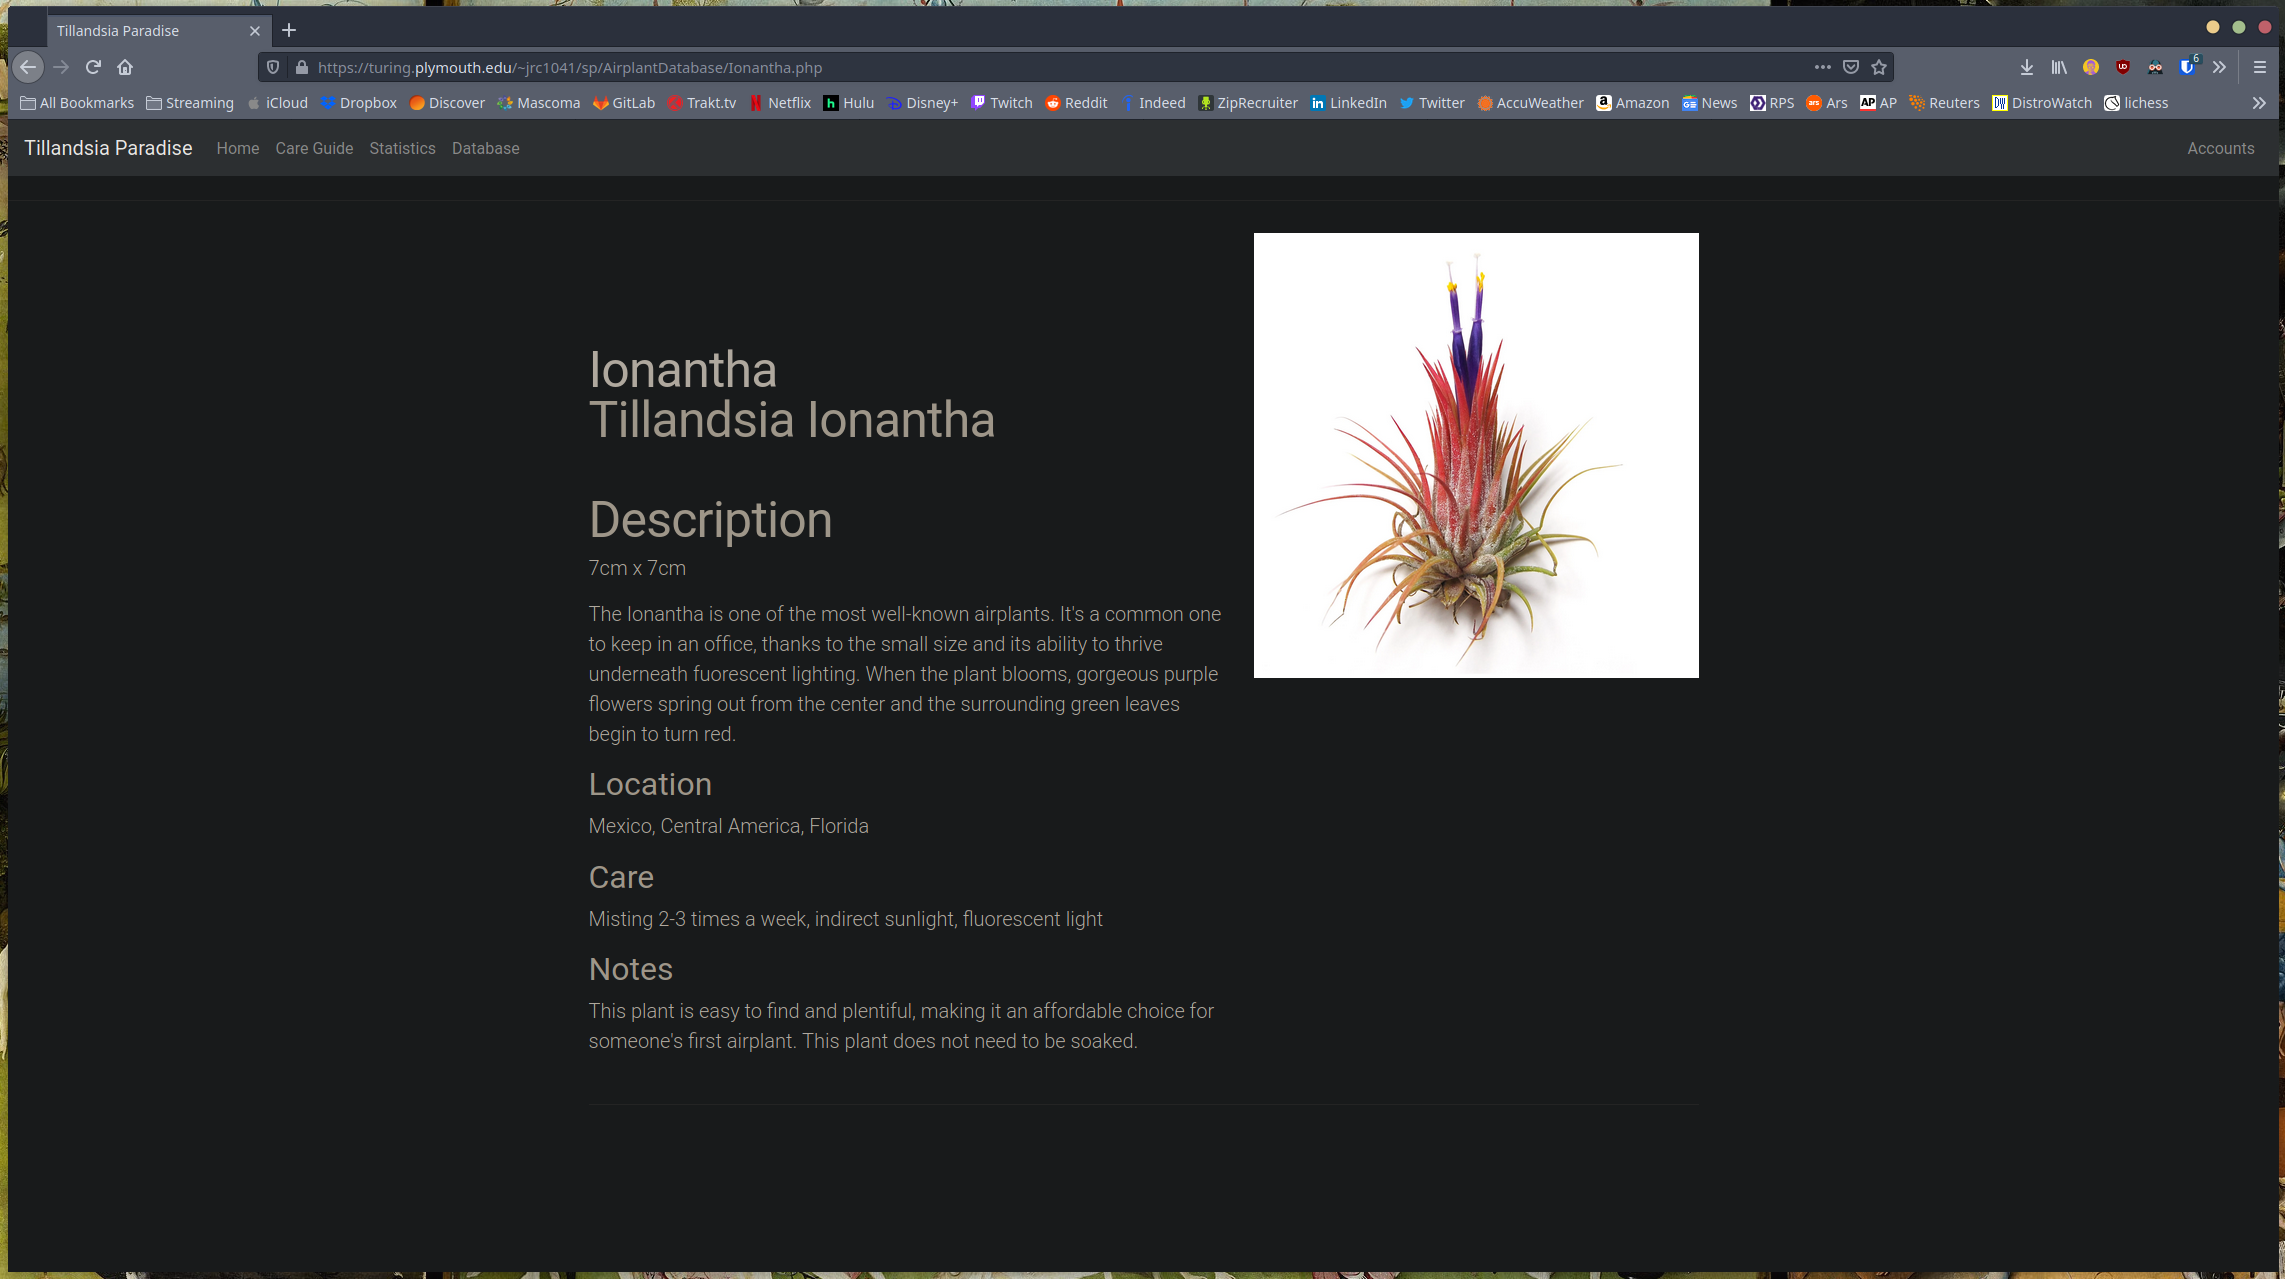 Tillandsia Paradise
https://turing.plymouth.edu/~jrc1041/sp/AirplantDatabase/Ionantha.php
6
All Bookmarks Streaming iCloud Dropbox Discover Mascoma GitLab Trakt.tv Netflix Hulu Disney+ Twitch Reddit Indeed ZipRecruiter LinkedIn Twitter AccuWeather Amazon News RPS Ars AP AP Reuters DistroWatch lichess
Tillandsia Paradise Home Care Guide Statistics Database Accounts
Ionantha
Tillandsia Ionantha
Description
7cm x 7cm
The Ionantha is one of the most well-known airplants. It's a common one
to keep in an office, thanks to the small size and its ability to thrive
underneath fuorescent lighting. When the plant blooms, gorgeous purple
flowers spring out from the center and the surrounding green leaves
begin to turn red.
Location
Mexico, Central America, Florida
Care
Misting 2-3 times a week, indirect sunlight, fluorescent light
Notes
This plant is easy to find and plentiful, making it an affordable choice for
someone's first airplant. This plant does not need to be soaked.